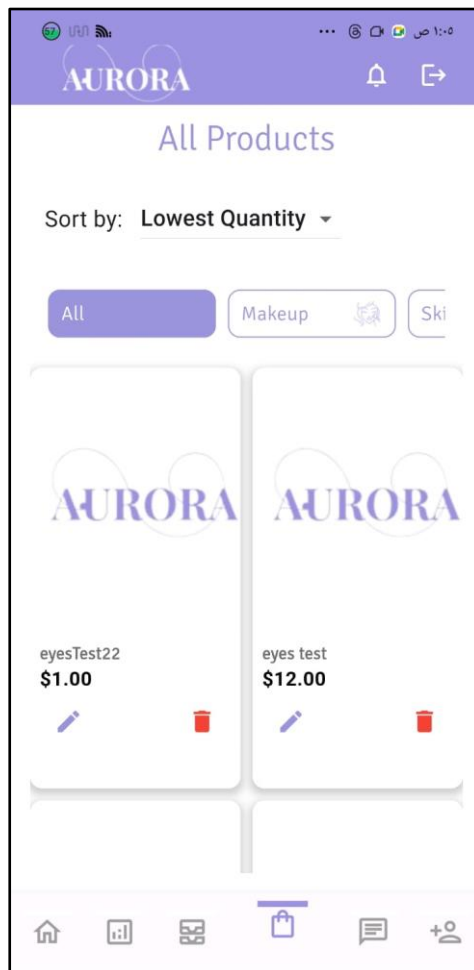 57 ... ١:٠٥ ص
AURORA
All Products
Sort by: Lowest Quantity
All Makeup Ski
AURORA AURORA
eyesTest22 eyes test
$1.00 $12.00